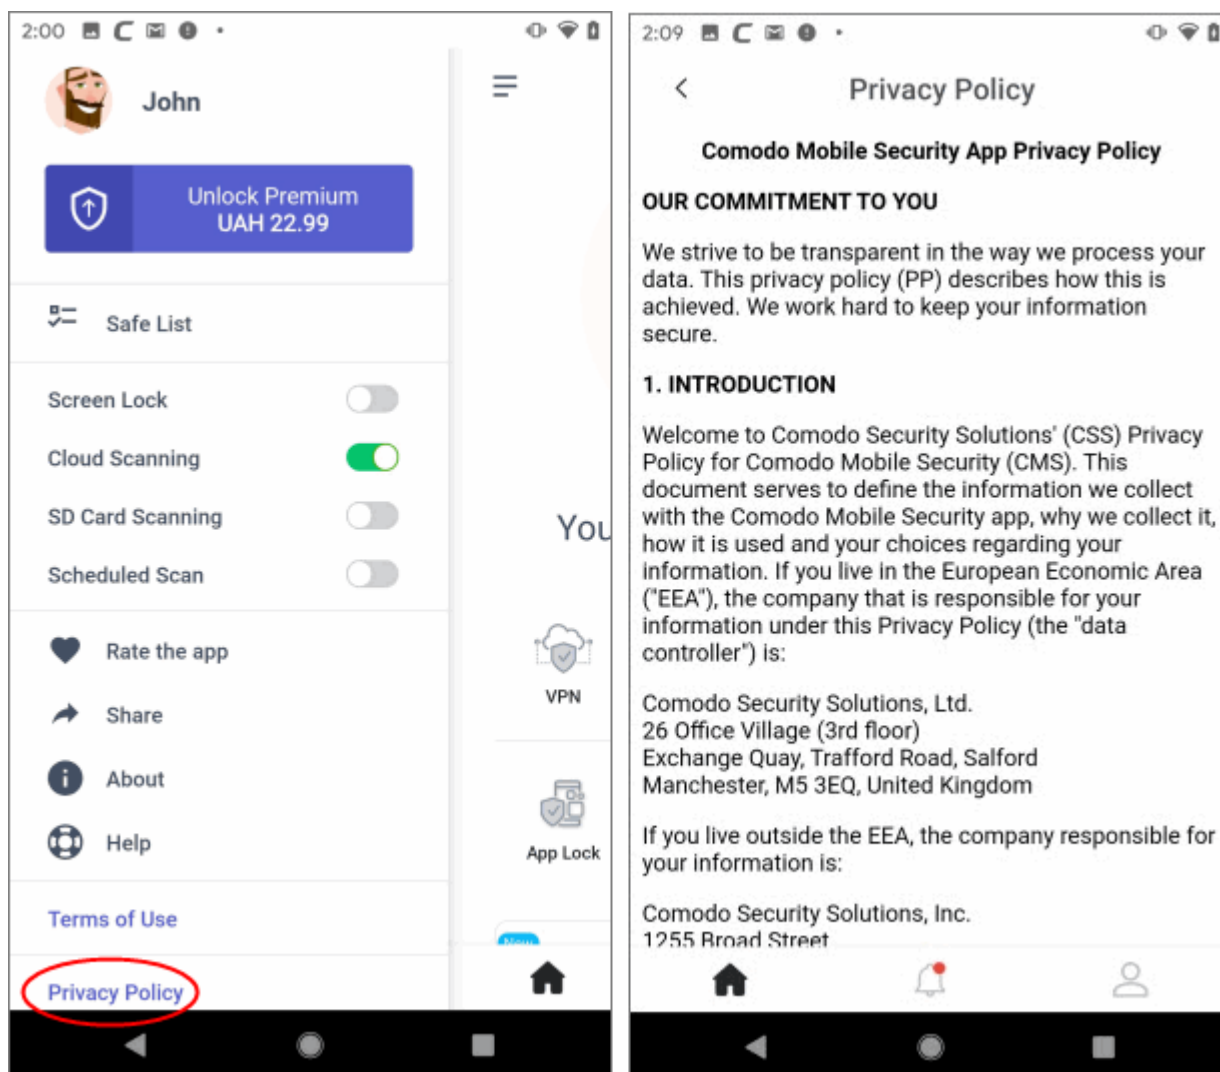 2:00
John
Unlock Premium
UAH 22.99
Safe List
Screen Lock
Cloud Scanning
SD Card Scanning
Scheduled Scan
Rate the app
Share
About
Help
Terms of Use
Privacy Policy
You
VPN
App Lock
New
2:09
Privacy Policy
Comodo Mobile Security App Privacy Policy
OUR COMMITMENT TO YOU
We strive to be transparent in the way we process your
data. This privacy policy (PP) describes how this is
achieved. We work hard to keep your information
secure.
1. INTRODUCTION
Welcome to Comodo Security Solutions' (CSS) Privacy
Policy for Comodo Mobile Security (CMS). This
document serves to define the information we collect
with the Comodo Mobile Security app, why we collect it,
how it is used and your choices regarding your
information. If you live in the European Economic Area
("EEA"), the company that is responsible for your
information under this Privacy Policy (the "data
controller") is:
Comodo Security Solutions, Ltd.
26 Office Village (3rd floor)
Exchange Quay, Trafford Road, Salford
Manchester, M5 3EQ, United Kingdom
If you live outside the EEA, the company responsible for
your information is:
Comodo Security Solutions, Inc.
1255 Broad Street